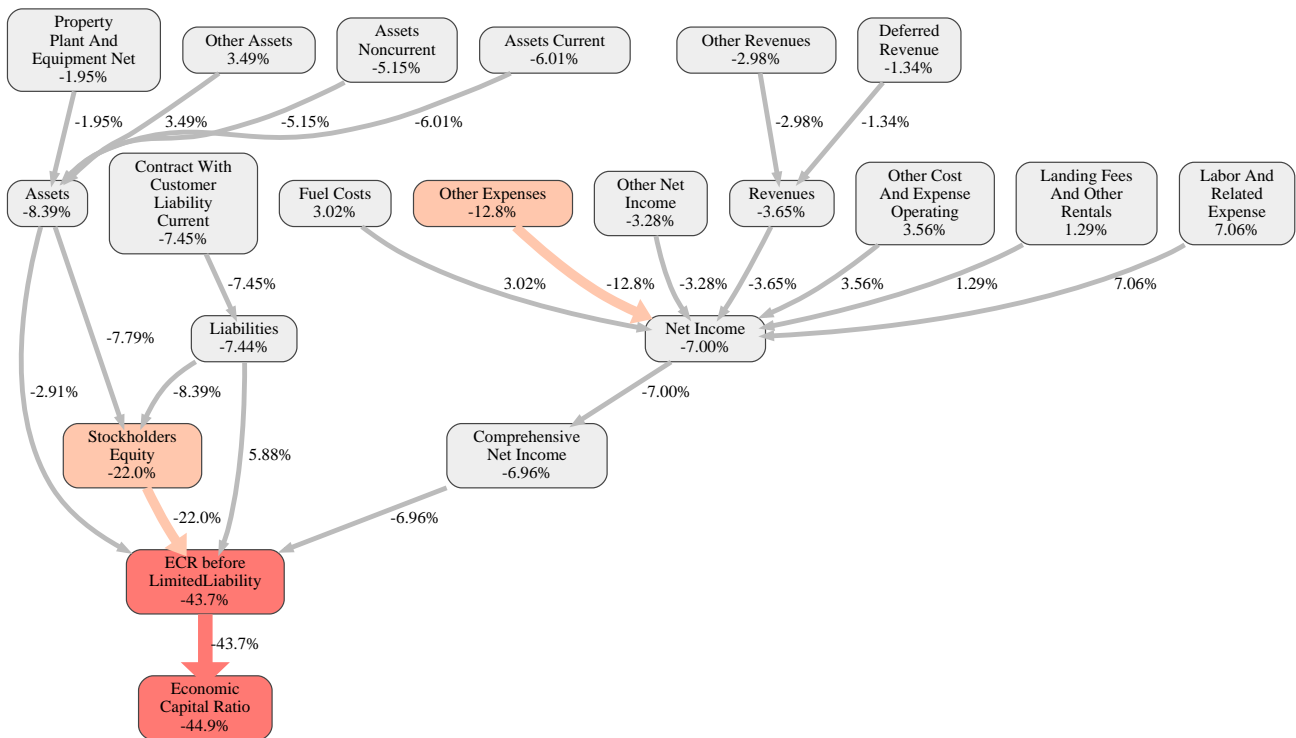 Property
Plant And
Equipment Net
-1.95%
Other Assets
3.49%
Assets
Noncurrent
-5.15%
Assets Current
-6.01%
Other Revenues
-2.98%
Deferred
Revenue
-1.34%
-1.95%
3.49%
-5.15%
-6.01%
-2.98%
-1.34%
Assets
-8.39%
Contract With
Customer
Liability
Current
-7.45%
Fuel Costs
3.02%
Other Expenses
-12.8%
Other Net
Income
-3.28%
Revenues
-3.65%
Other Cost
And Expense
Operating
3.56%
Landing Fees
And Other
Rentals
1.29%
Labor And
Related
Expense
7.06%
-7.45%
3.02%
-12.8%
-3.28%
-3.65%
3.56%
1.29%
7.06%
Liabilities
-7.44%
Net Income
-7.00%
-7.79%
-2.91%
-8.39%
-7.00%
Stockholders
Equity
-22.0%
5.88%
Comprehensive
Net Income
-6.96%
-22.0%
-6.96%
ECR before
LimitedLiability
-43.7%
-43.7%
Economic
Capital Ratio
-44.9%